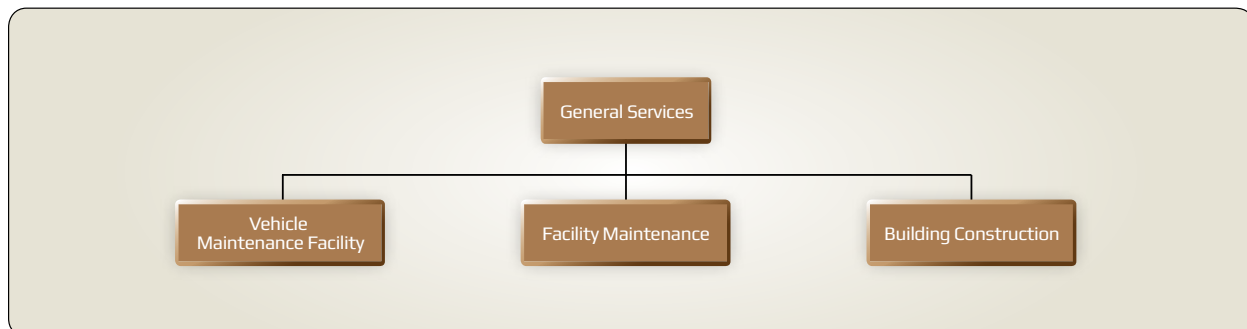 General Services
Vehicle
Maintenance Facility
Facility Maintenance
Building Construction